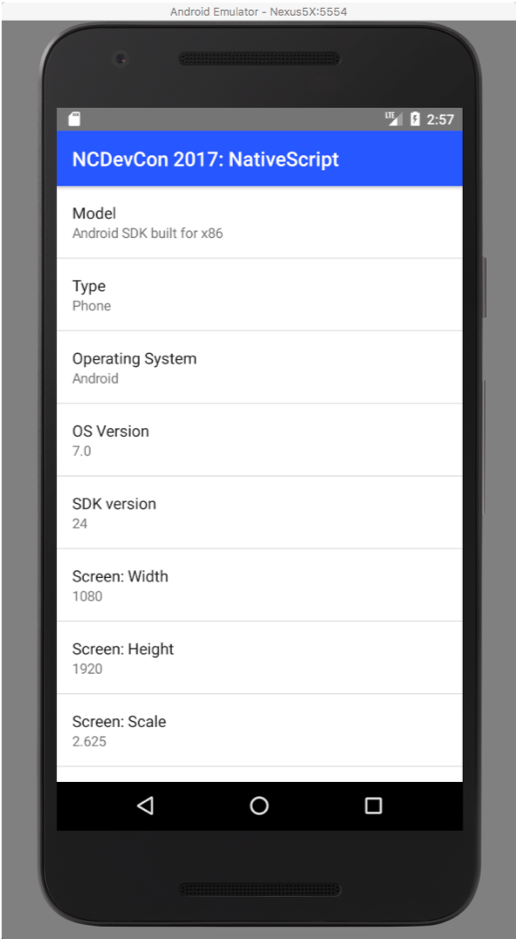 Android Emulator - Nexus5X:5554
LTE 2:57
NCDevCon 2017: NativeScript
Model
Android SDK built for x86
Type
Phone
Operating System
Android
OS Version
7.0
SDK version
24
Screen: Width
1080
Screen: Height
1920
Screen: Scale
2.625